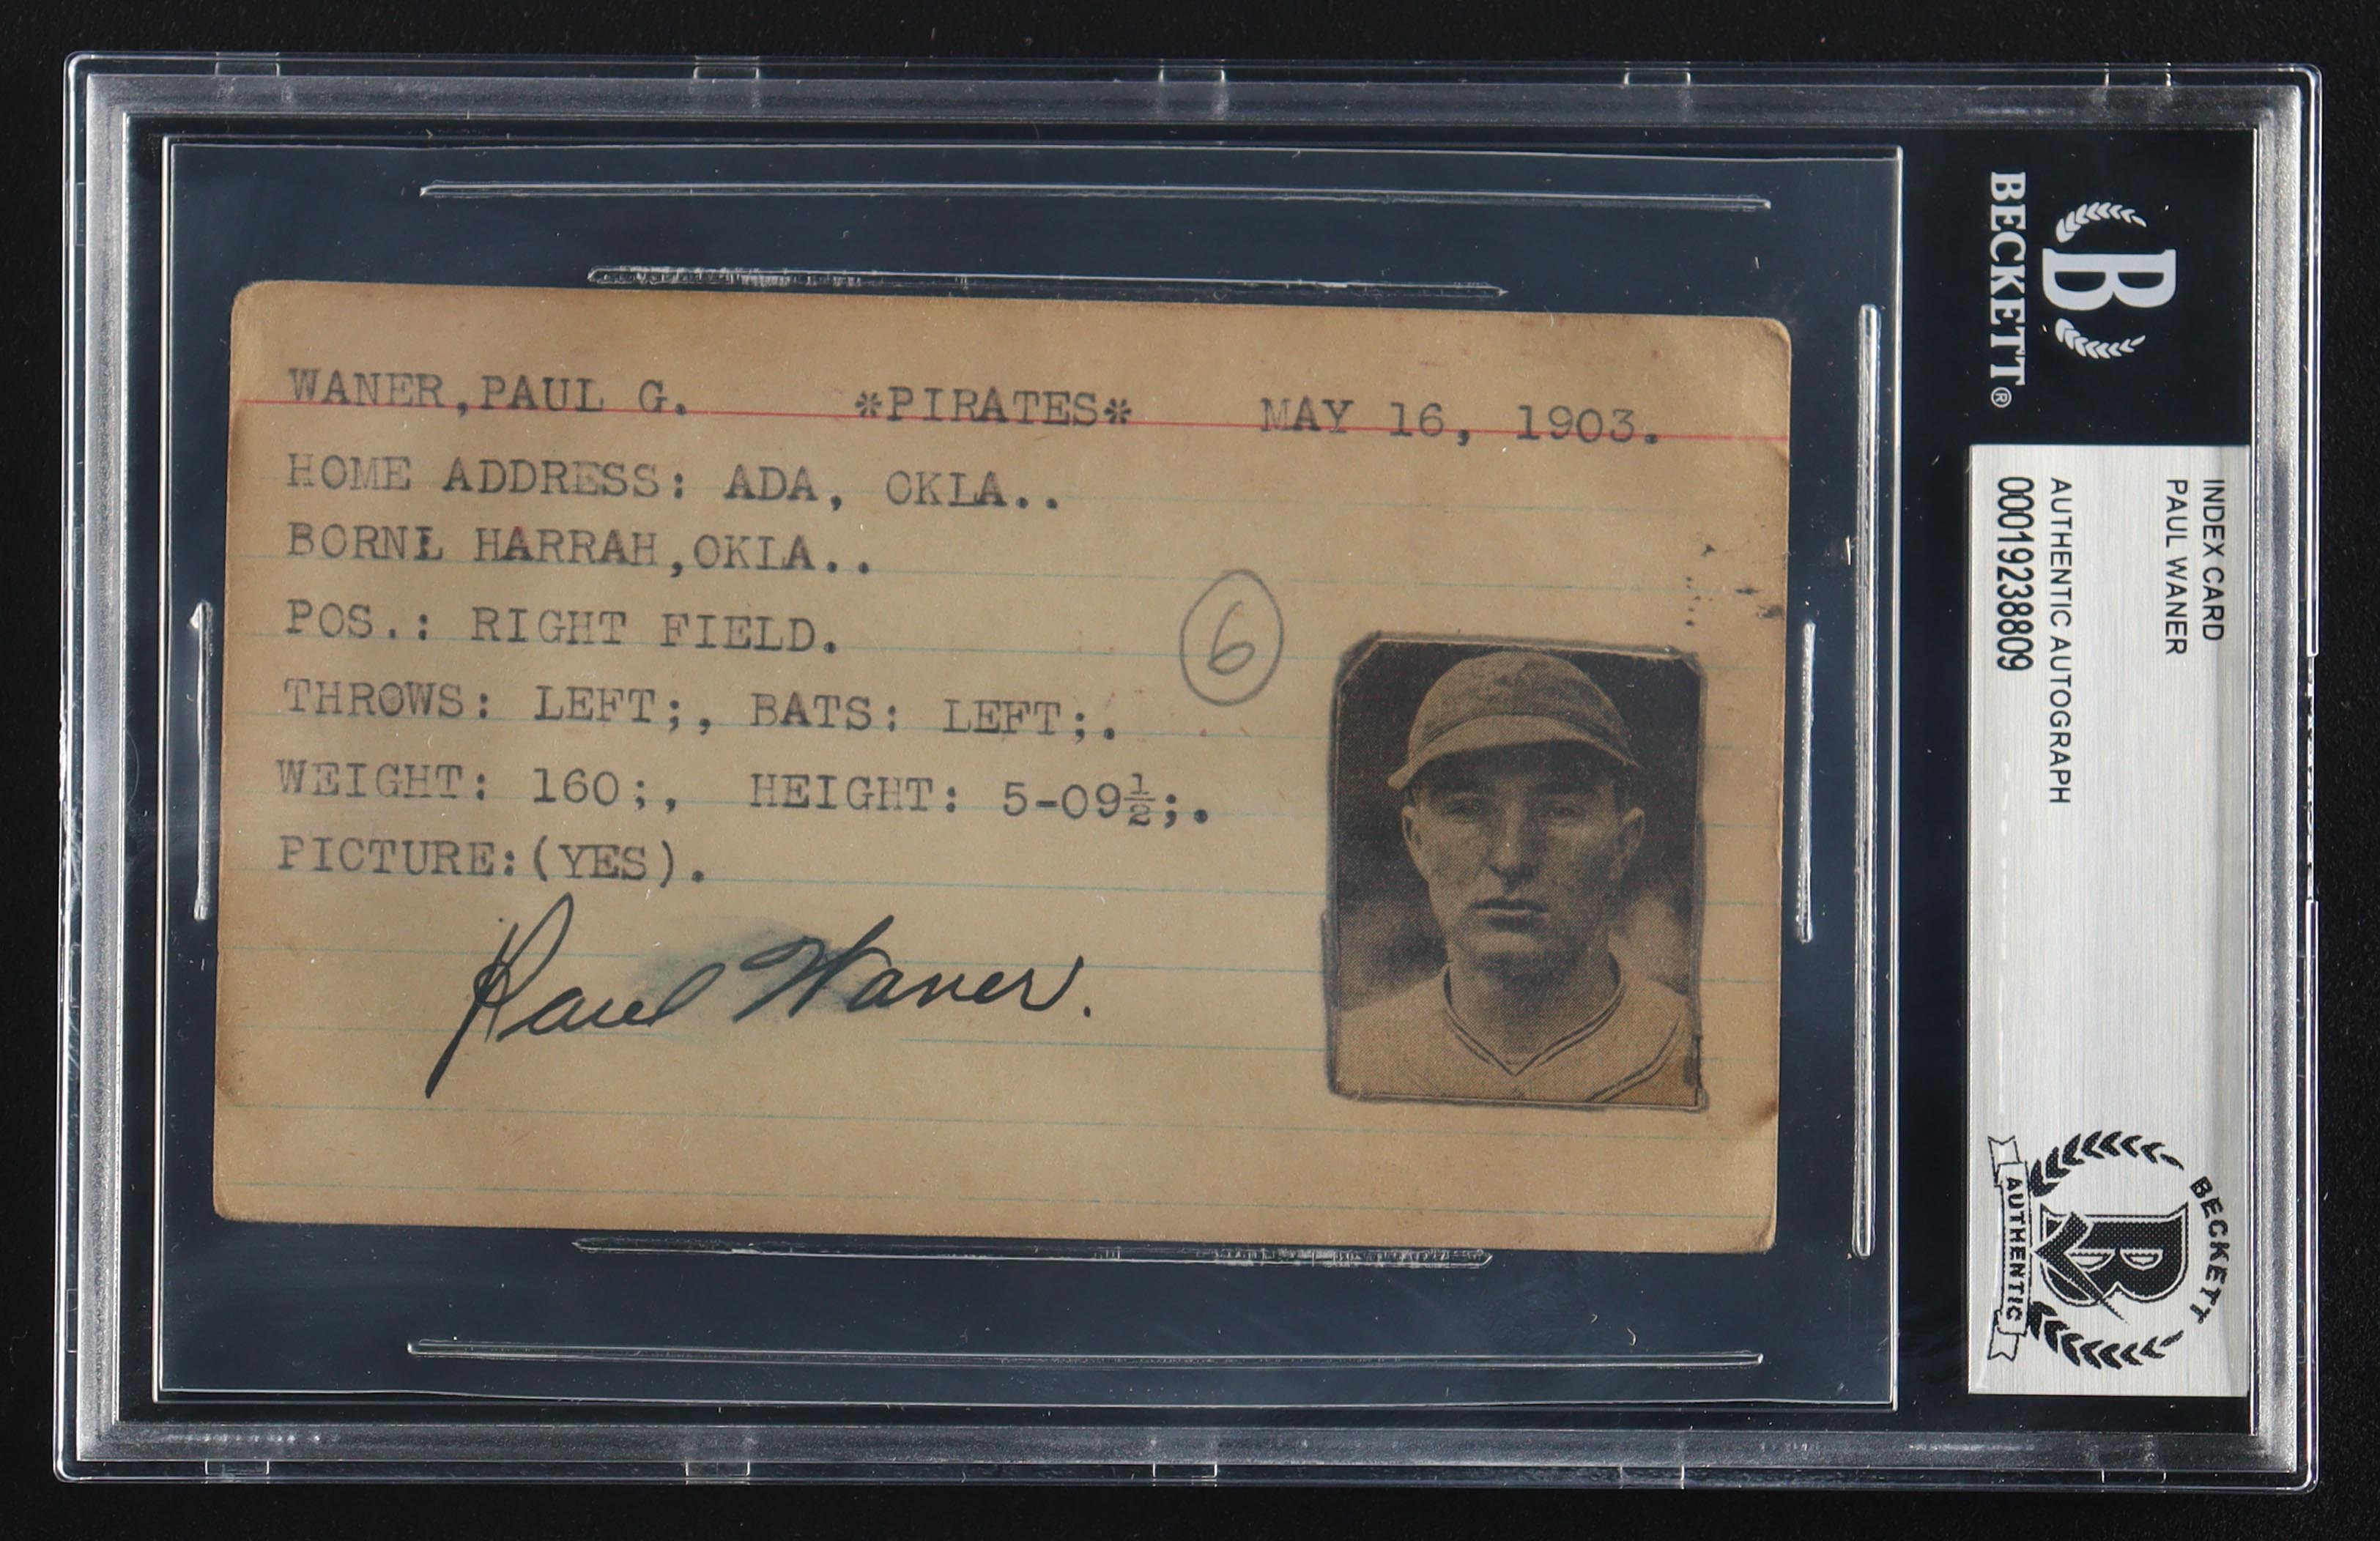 WANER,PAUL G. *PIRATES* MAY 16, 1903.
HOME ADDRESS: ADA, OKLA..
BORNL HARRAH,OKLA..
POS.: RIGHT FIELD.
THROWS: LEFT;, BATS: LEFT;.
WEIGHT: 160;, HEIGHT: 5-09½;.
PICTURE:(YES).
6
Paul Waner.
B
BECKETT®
INDEX CARD
PAUL WANER
AUTHENTIC AUTOGRAPH
00019238809
BECKETT
B
AUTHENTIC